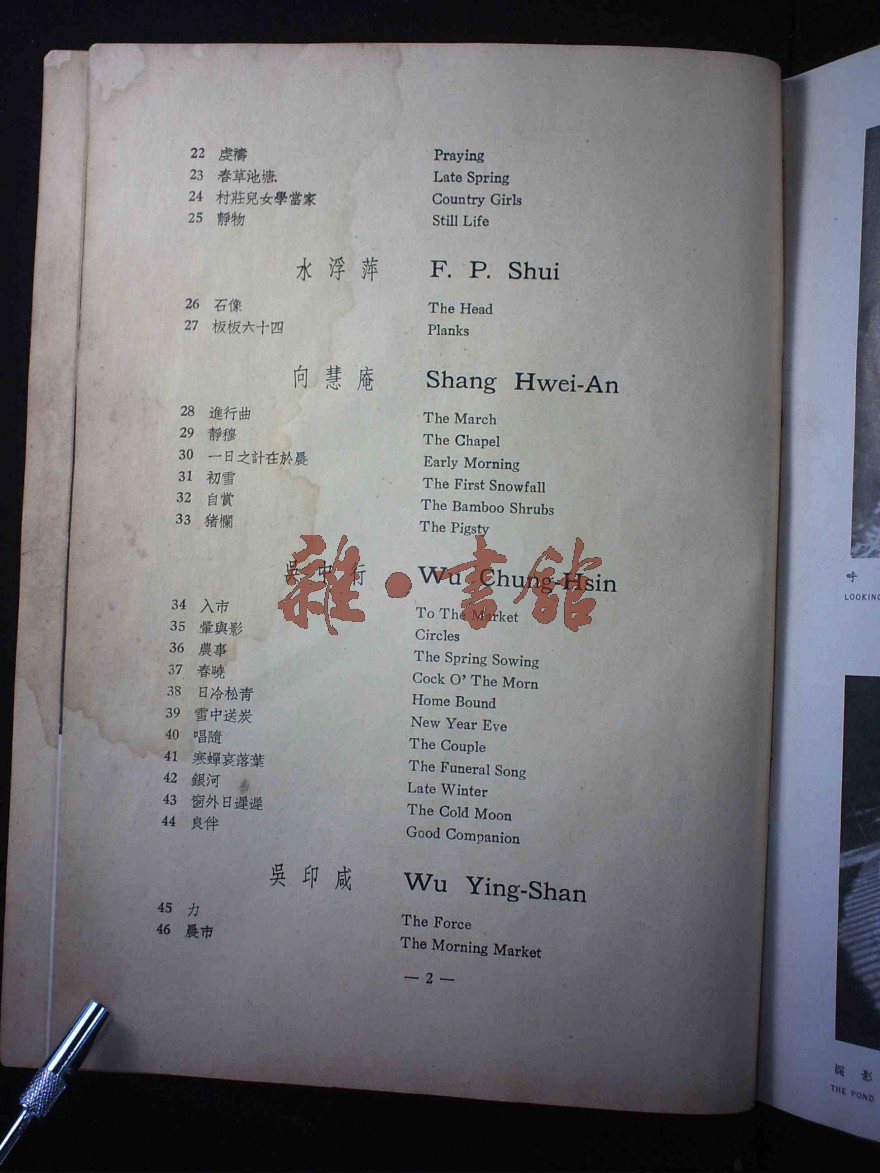 22 虔禱 Praying
23 春草池塘 Late Spring
24 村莊兒女學當家 Country Girls
25 靜物 Still Life
水浮萍 F. P. Shui
26 石像 The Head
27 板板六十四 Planks
向慧庵 Shang Hwei-An
28 進行曲 The March
29 靜穆 The Chapel
30 一日之計在於晨 Early Morning
31 初雪 The First Snowfall
32 自賞 The Bamboo Shrubs
33 猪欄 The Pigsty
吳中行 Wu Chung-Hsin
34 入市 To The Market
35 暈與影 Circles
36 農事 The Spring Sowing
37 春曉 Cock O' The Morn
38 日冷松青 Home Bound
39 雪中送炭 New Year Eve
40 唱隨 The Couple
41 寒蟬哀落葉 The Funeral Song
42 銀河 Late Winter
43 窗外日遲遲 The Cold Moon
44 良伴 Good Companion
吳印咸 Wu Ying-Shan
45 力 The Force
46 晨市 The Morning Market
— 2 —
雜·書館
LOOKING
影
THE POND